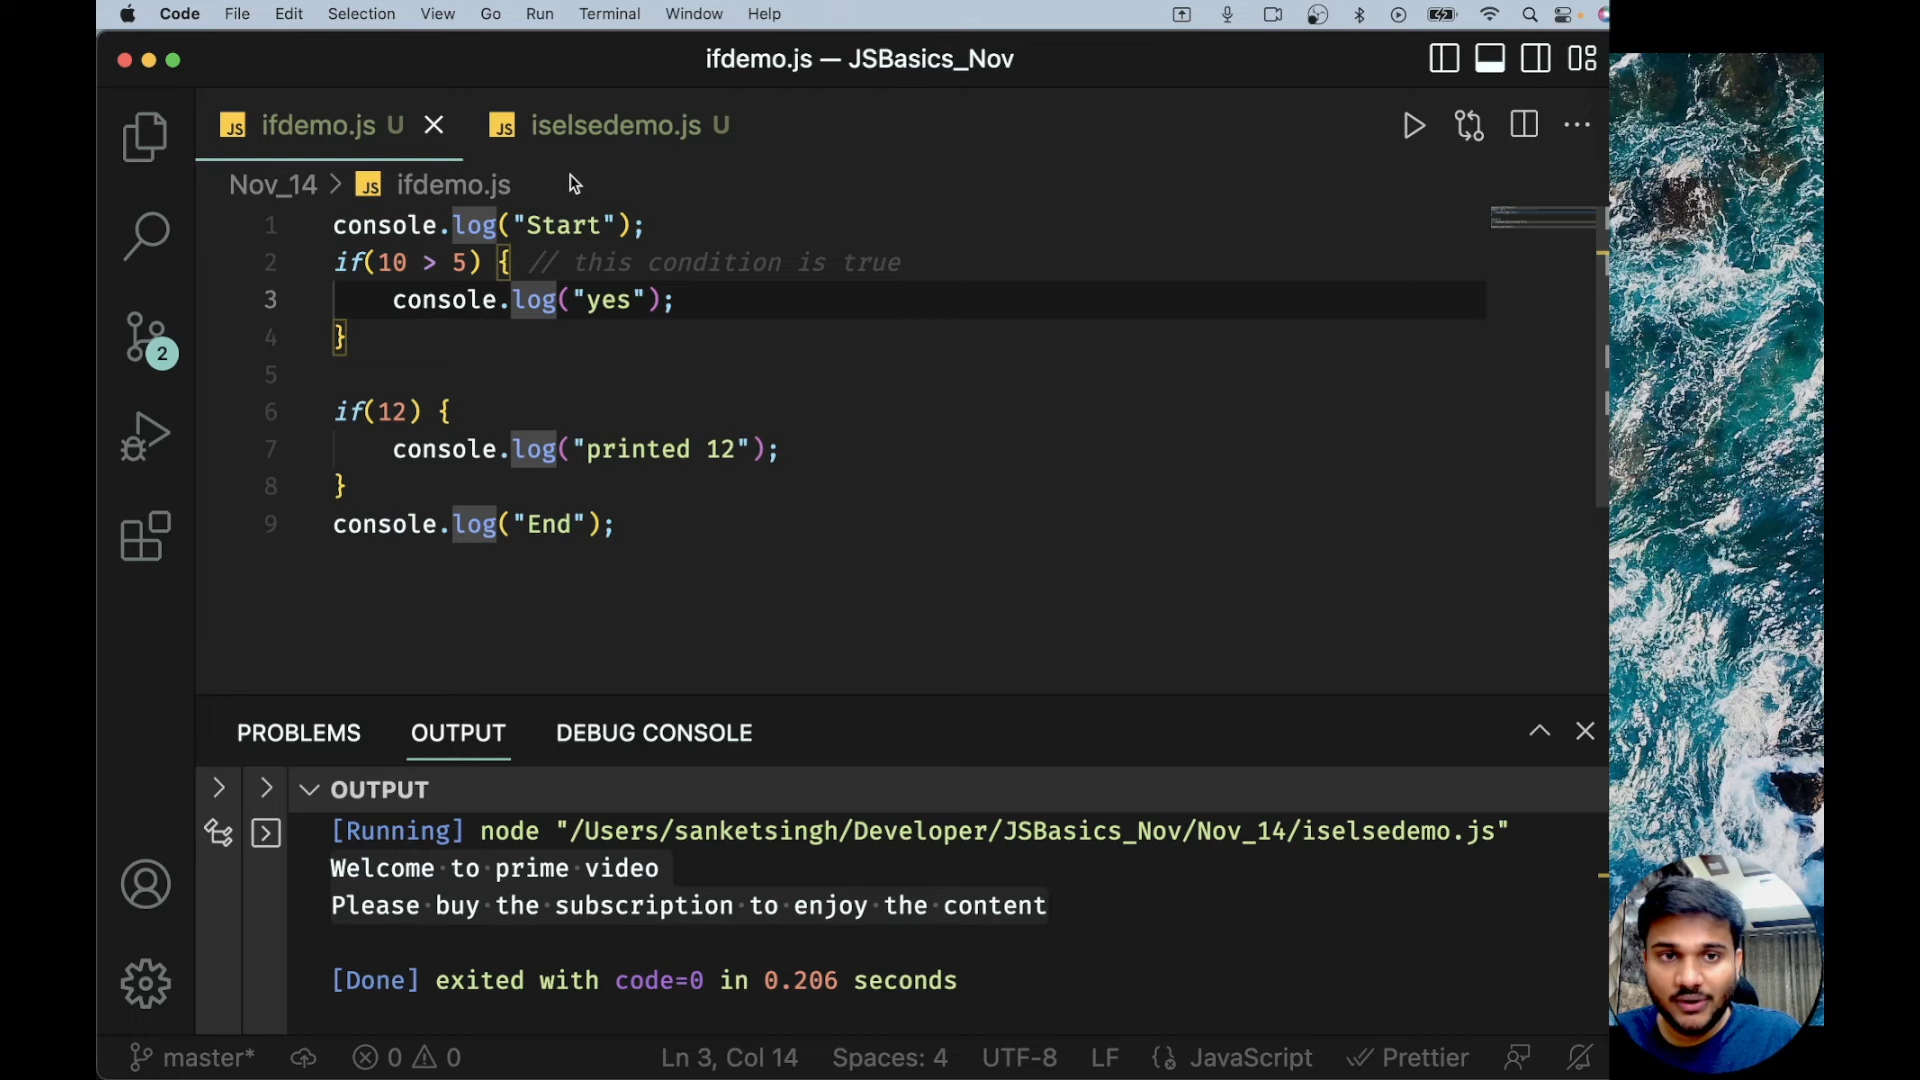 Code File Edit Selection View Go Run Terminal Window Help
ifdemo.js — JSBasics_Nov
JS ifdemo.js U JS iselsedemo.js U
Nov_14 > JS ifdemo.js
1 console.log("Start");
2 if(10 > 5) { // this condition is true
3 console.log("yes");
4 }
5
6 if(12) {
7 console.log("printed 12");
8 }
9 console.log("End");
2
PROBLEMS OUTPUT DEBUG CONSOLE
OUTPUT
[Running] node "/Users/sanketsingh/Developer/JSBasics_Nov/Nov_14/iselsedemo.js"
Welcome to prime video
Please buy the subscription to enjoy the content
[Done] exited with code=0 in 0.206 seconds
master* 0 0 Ln 3, Col 14 Spaces: 4 UTF-8 LF JavaScript Prettier